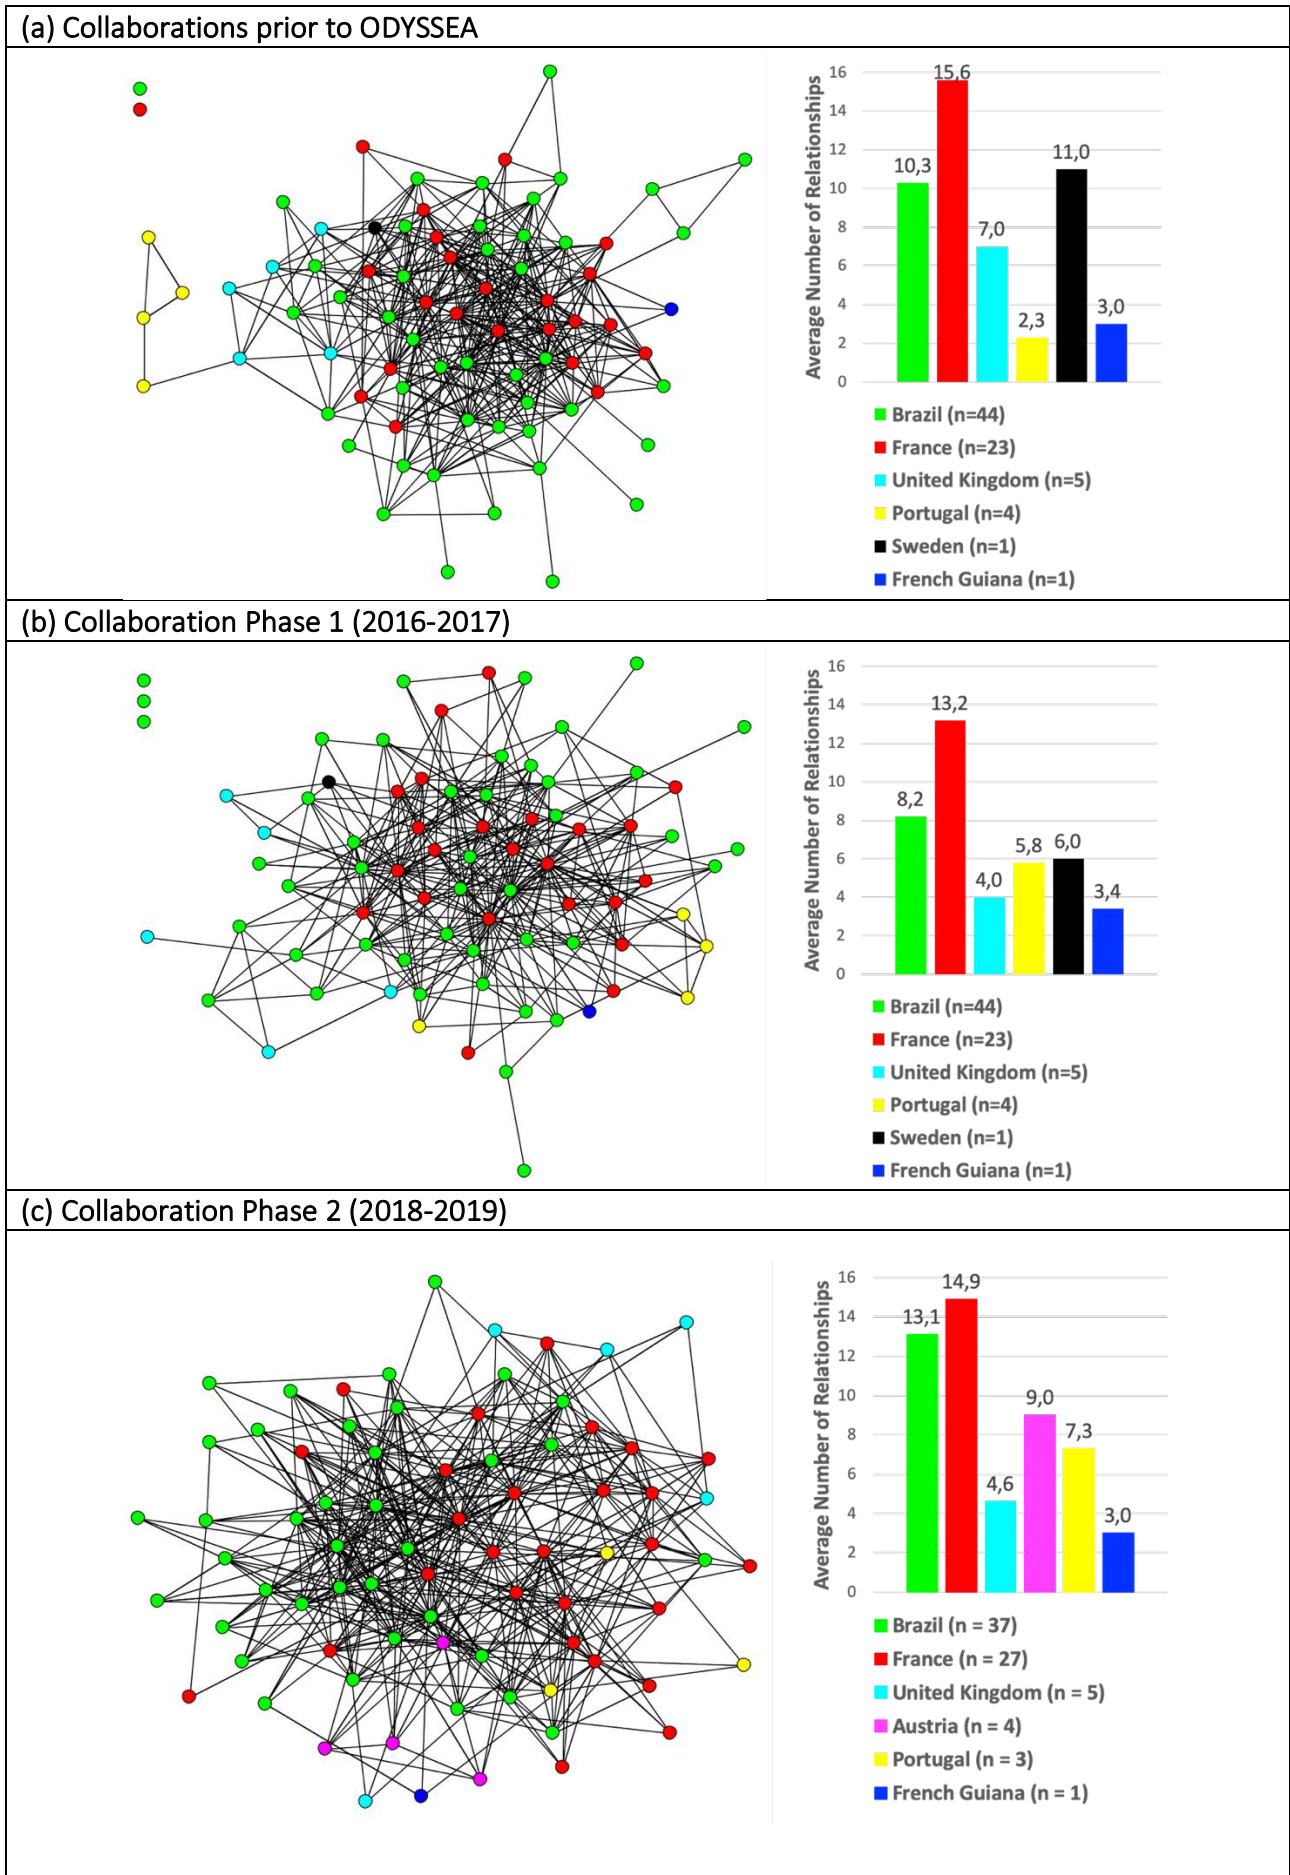 (a) Collaborations prior to ODYSSEA
Average Number of Relationships
16
14
12
10
8
6
4
2
0
10,3
15,6
7,0
2,3
11,0
3,0
Brazil (n=44)
France (n=23)
United Kingdom (n=5)
Portugal (n=4)
Sweden (n=1)
French Guiana (n=1)
(b) Collaboration Phase 1 (2016-2017)
Average Number of Relationships
16
14
12
10
8
6
4
2
0
8,2
13,2
4,0
5,8
6,0
3,4
Brazil (n=44)
France (n=23)
United Kingdom (n=5)
Portugal (n=4)
Sweden (n=1)
French Guiana (n=1)
(c) Collaboration Phase 2 (2018-2019)
Average Number of Relationships
16
14
12
10
8
6
4
2
0
13,1
14,9
4,6
9,0
7,3
3,0
Brazil (n = 37)
France (n = 27)
United Kingdom (n = 5)
Austria (n = 4)
Portugal (n = 3)
French Guiana (n = 1)